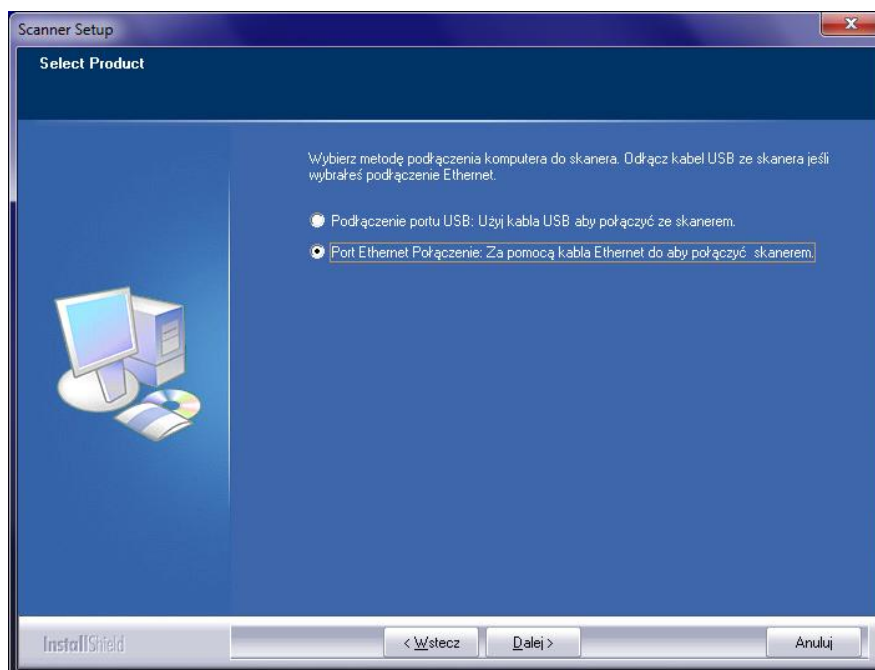 Scanner Setup
Select Product
Wybierz metodę podłączenia komputera do skanera. Odłącz kabel USB ze skanera jeśli
wybrałeś podłączenie Ethernet.
Podłączenie portu USB: Użyj kabla USB aby połączyć ze skanerem.
Port Ethernet Połączenie: Za pomocą kabla Ethernet do aby połączyć skanerem.
InstallShield
< Wstecz
Dalej >
Anuluj